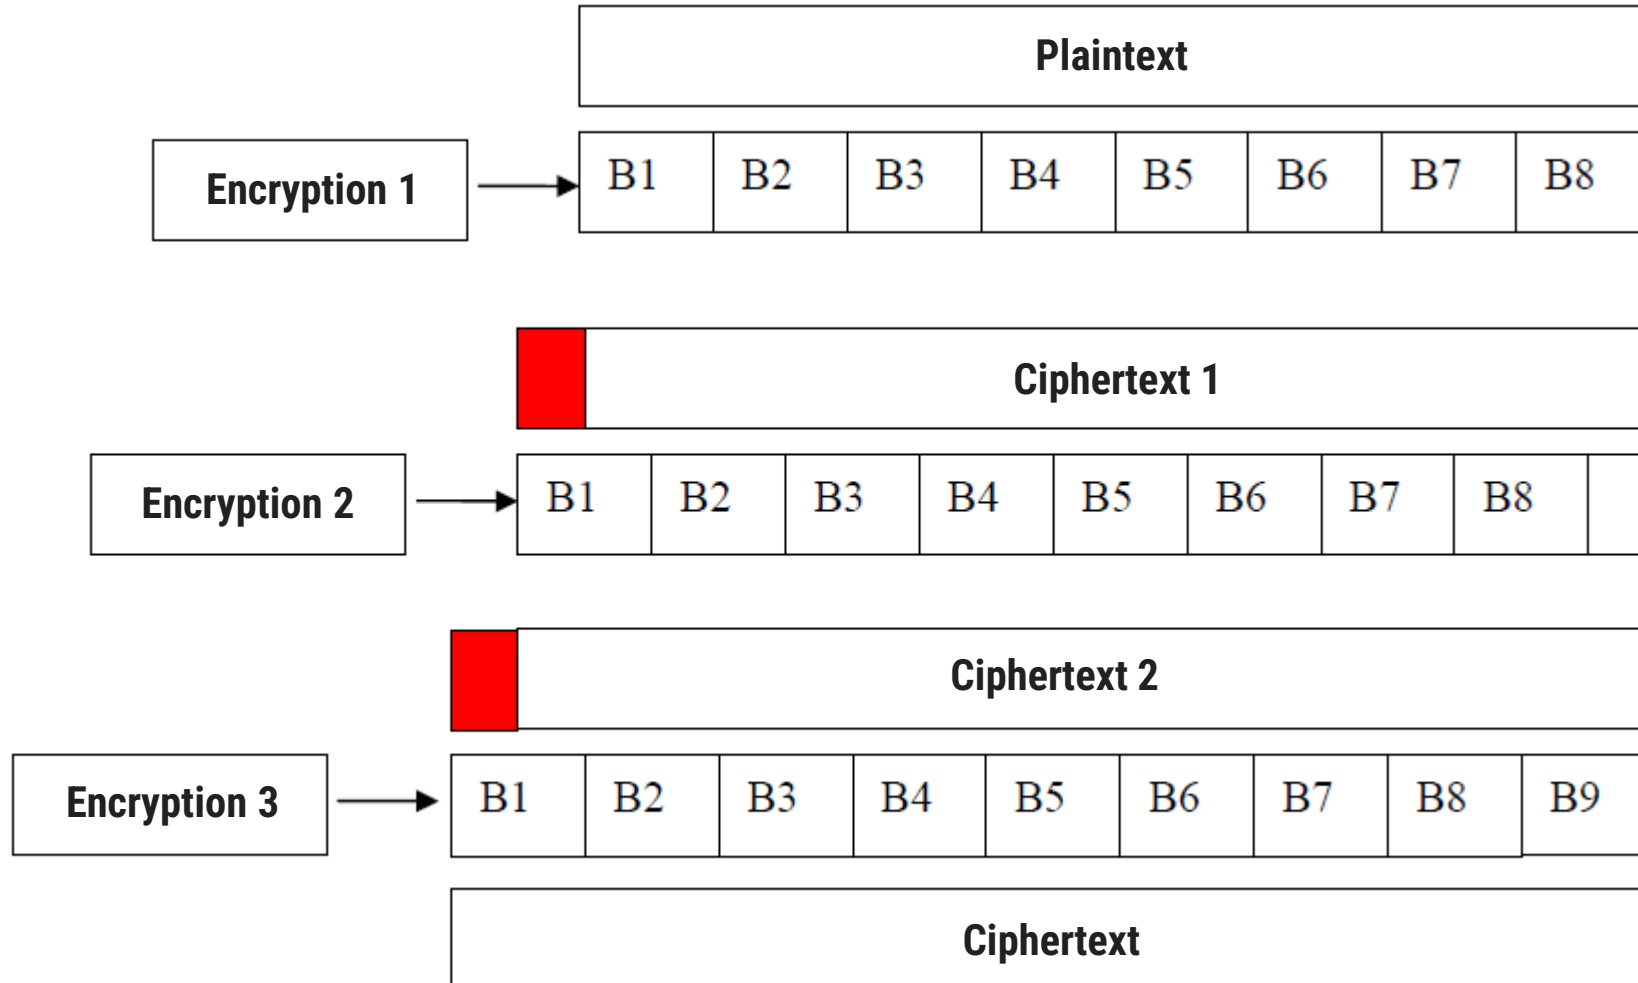 Plaintext
Encryption 1 B1 B2 B3 B4 B5 B6 B7 B8
Ciphertext 1
Encryption 2 B1 B2 B3 B4 B5 B6 B7 B8
Ciphertext 2
Encryption 3 B1 B2 B3 B4 B5 B6 B7 B8 B9
Ciphertext